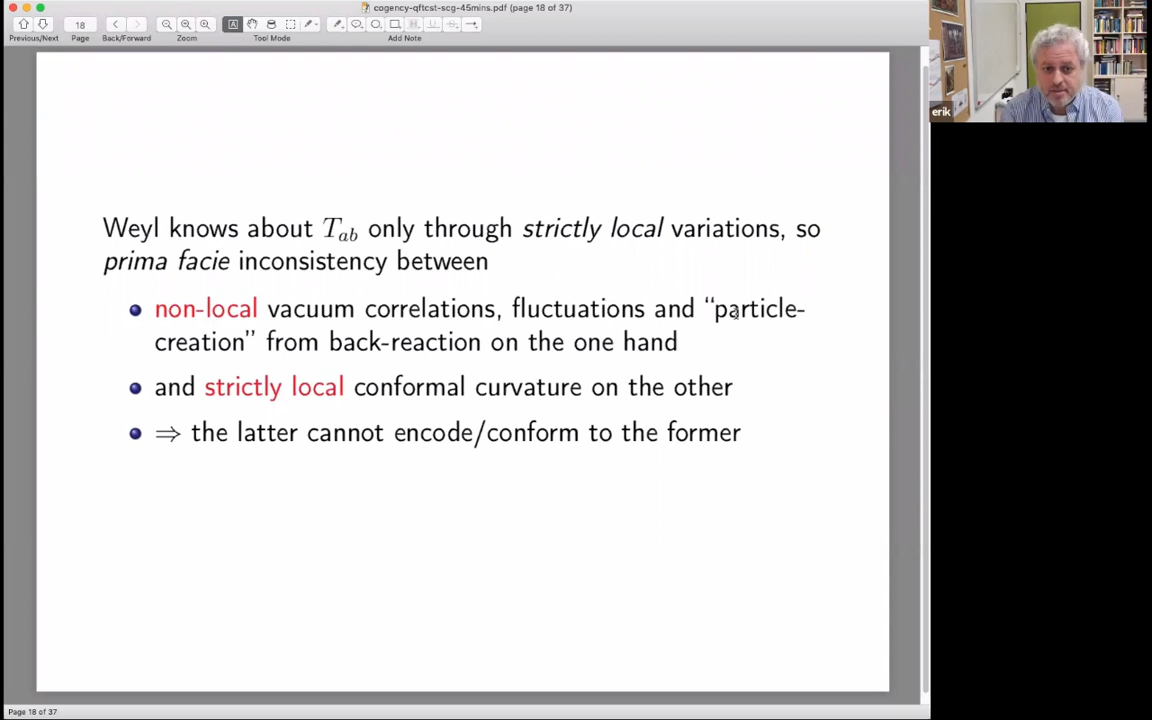 cogency-qftcst-scg-45mins.pdf (page 18 of 37)
18
Previous/Next Page Back/Forward Zoom Tool Mode Add Note
erik
Weyl knows about T_ab only through strictly local variations, so
prima facie inconsistency between
non-local vacuum correlations, fluctuations and “particle-
creation” from back-reaction on the one hand
and strictly local conformal curvature on the other
⇒ the latter cannot encode/conform to the former
Page 18 of 37